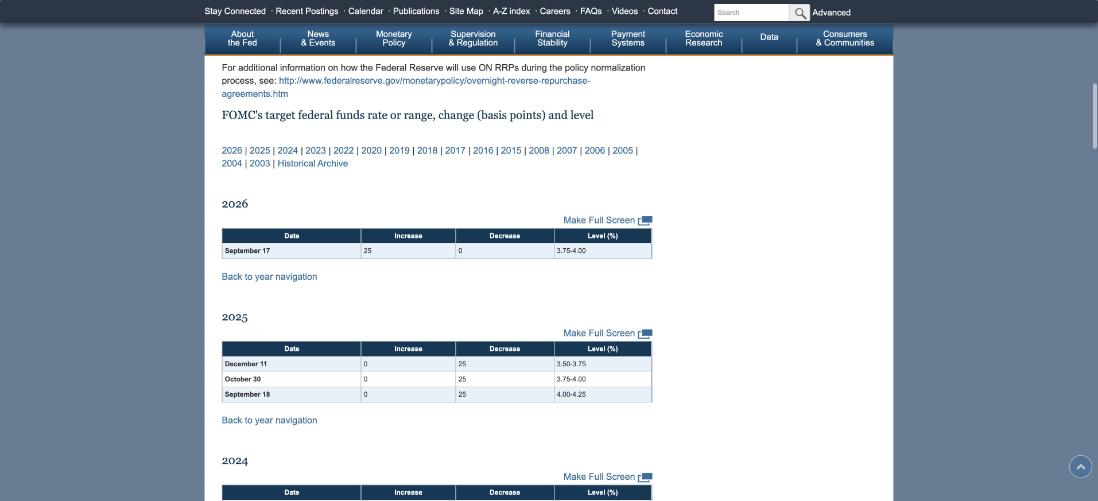 Stay Connected · Recent Postings · Calendar · Publications · Site Map · A-Z index · Careers · FAQs · Videos · Contact Search Advanced
About the Fed
News & Events
Monetary Policy
Supervision & Regulation
Financial Stability
Payment Systems
Economic Research
Data
Consumers & Communities
For additional information on how the Federal Reserve will use ON RRPs during the policy normalization
process, see: http://www.federalreserve.gov/monetarypolicy/overnight-reverse-repurchase-
agreements.htm
FOMC's target federal funds rate or range, change (basis points) and level
2026 | 2025 | 2024 | 2023 | 2022 | 2020 | 2019 | 2018 | 2017 | 2016 | 2015 | 2008 | 2007 | 2006 | 2005 |
2004 | 2003 | Historical Archive
2026
Make Full Screen
Date Increase Decrease Level (%)
September 17 25 0 3.75-4.00
Back to year navigation
2025
Make Full Screen
Date Increase Decrease Level (%)
December 11 0 25 3.50-3.75
October 30 0 25 3.75-4.00
September 18 0 25 4.00-4.25
Back to year navigation
2024
Make Full Screen
Date Increase Decrease Level (%)